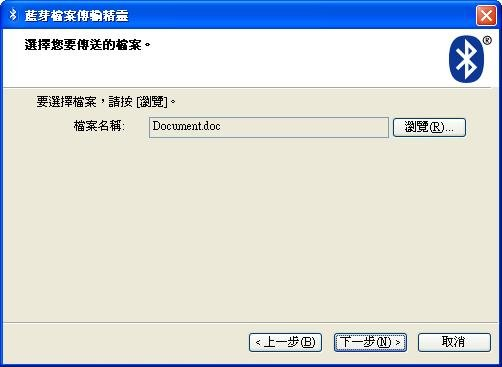 藍芽檔案傳輸精靈
選擇您要傳送的檔案。
®
要選擇檔案，請按 [瀏覽]。
檔案名稱: Document.doc 瀏覽(R)...
< 上一步(B) 下一步(N) > 取消